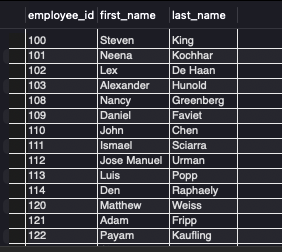 employee_id first_name last_name
100 Steven King
101 Neena Kochhar
102 Lex De Haan
103 Alexander Hunold
108 Nancy Greenberg
109 Daniel Faviet
110 John Chen
111 Ismael Sciarra
112 Jose Manuel Urman
113 Luis Popp
114 Den Raphaely
120 Matthew Weiss
121 Adam Fripp
122 Payam Kaufling